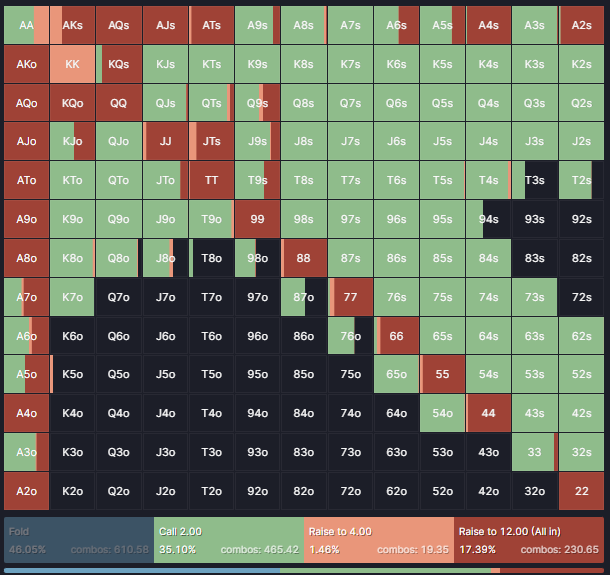 AA AKs AQs AJs ATs A9s A8s A7s A6s A5s A4s A3s A2s
AKo KK KQs KJs KTs K9s K8s K7s K6s K5s K4s K3s K2s
AQo KQo QQ QJs QTs Q9s Q8s Q7s Q6s Q5s Q4s Q3s Q2s
AJo KJo QJo JJ JTs J9s J8s J7s J6s J5s J4s J3s J2s
ATo KTo QTo JTo TT T9s T8s T7s T6s T5s T4s T3s T2s
A9o K9o Q9o J9o T9o 99 98s 97s 96s 95s 94s 93s 92s
A8o K8o Q8o J8o T8o 98o 88 87s 86s 85s 84s 83s 82s
A7o K7o Q7o J7o T7o 97o 87o 77 76s 75s 74s 73s 72s
A6o K6o Q6o J6o T6o 96o 86o 76o 66 65s 64s 63s 62s
A5o K5o Q5o J5o T5o 95o 85o 75o 65o 55 54s 53s 52s
A4o K4o Q4o J4o T4o 94o 84o 74o 64o 54o 44 43s 42s
A3o K3o Q3o J3o T3o 93o 83o 73o 63o 53o 43o 33 32s
A2o K2o Q2o J2o T2o 92o 82o 72o 62o 52o 42o 32o 22
Fold Call 2.00 Raise to 4.00 Raise to 12.00 (All in)
46.05% combos: 610.58 35.10% combos: 465.42 1.46% combos: 19.35 17.39% combos: 230.65